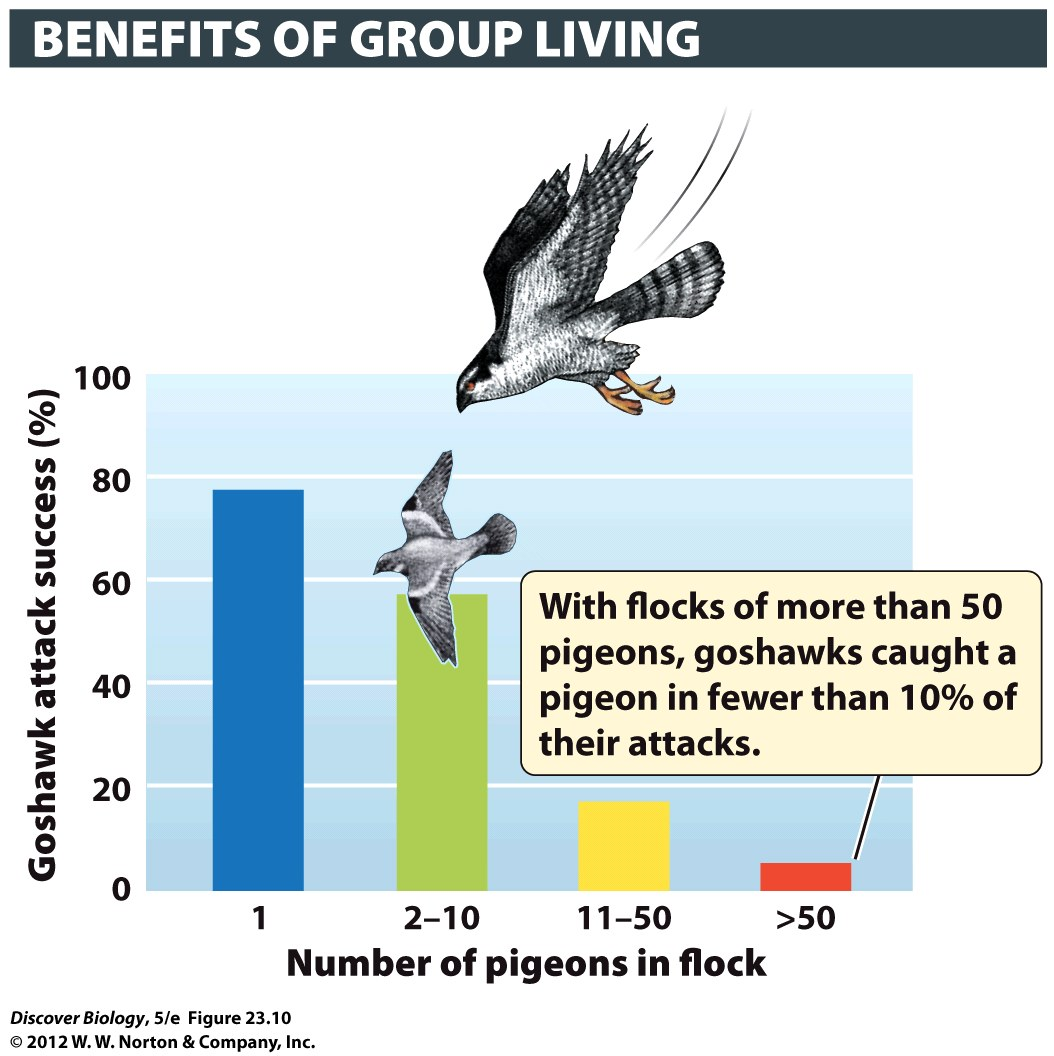 BENEFITS OF GROUP LIVING
Goshawk attack success (%)
100
80
60
40
20
0
With flocks of more than 50
pigeons, goshawks caught a
pigeon in fewer than 10% of
their attacks.
1
2–10
11–50
>50
Number of pigeons in flock
Discover Biology, 5/e Figure 23.10
© 2012 W. W. Norton & Company, Inc.